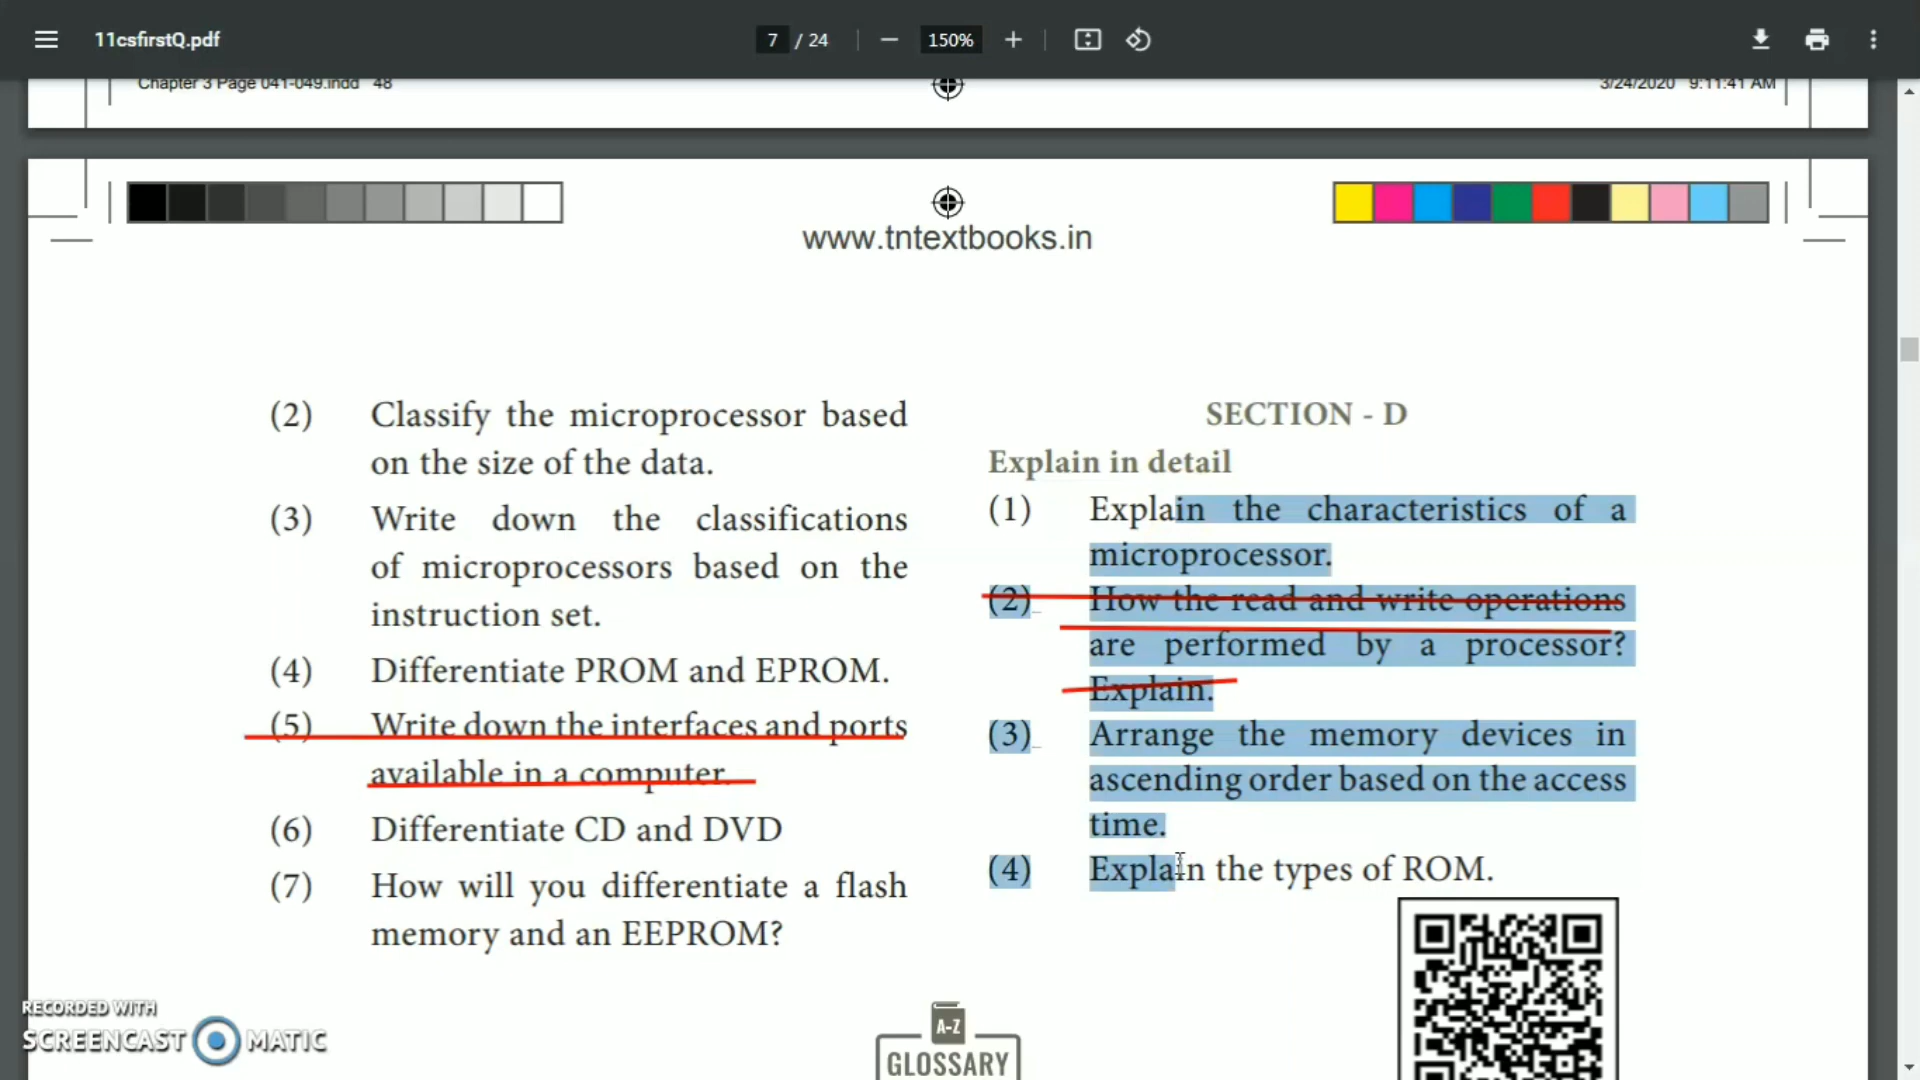 11csfirstQ.pdf
7 / 24
150%
Chapter 3 Page 041-049.indd 48
3/24/2020 9:11:41 AM
www.tntextbooks.in
(2) Classify the microprocessor based
on the size of the data.
(3) Write down the classifications
of microprocessors based on the
instruction set.
(4) Differentiate PROM and EPROM.
(5) Write down the interfaces and ports
available in a computer.
(6) Differentiate CD and DVD
(7) How will you differentiate a flash
memory and an EEPROM?
SECTION - D
Explain in detail
(1) Explain the characteristics of a
microprocessor.
(2) How the read and write operations
are performed by a processor?
Explain.
(3) Arrange the memory devices in
ascending order based on the access
time.
(4) Explain the types of ROM.
A-Z
GLOSSARY
RECORDED WITH
SCREENCAST MATIC